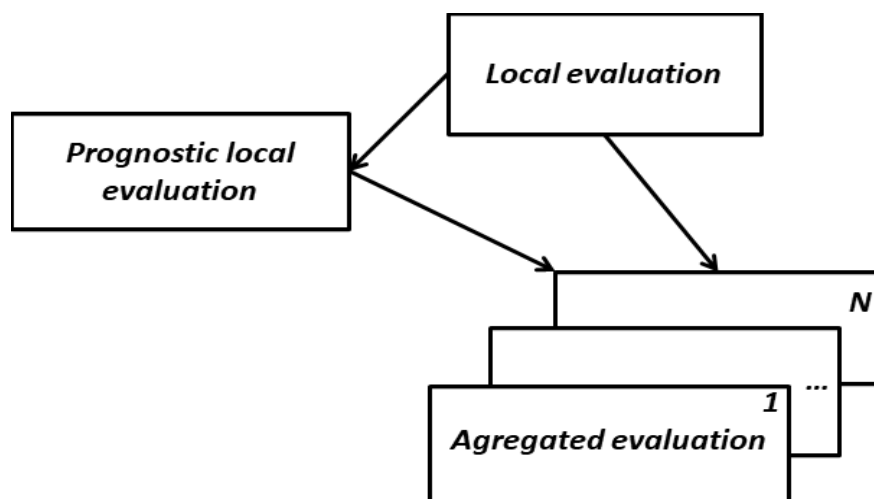 Local evaluation
Prognostic local
evaluation
N
...
1
Agregated evaluation